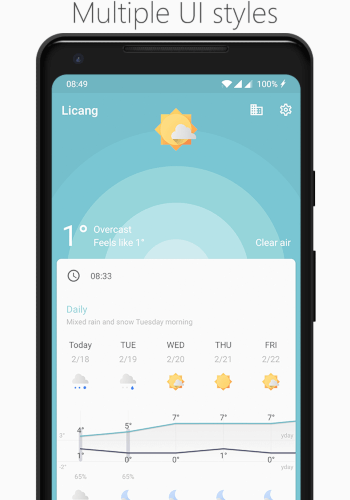 Multiple UI styles
08:49
100%
Licang
1°
Overcast
Feels like 1°
Clear air
08:33
Daily
Mixed rain and snow Tuesday morning
Today TUE WED THU FRI
2/18 2/19 2/20 2/21 2/22
4° 5° 7° 7° 7°
3° yday
1° 0° 0° 1° 0°
-3° yday
65% 65%